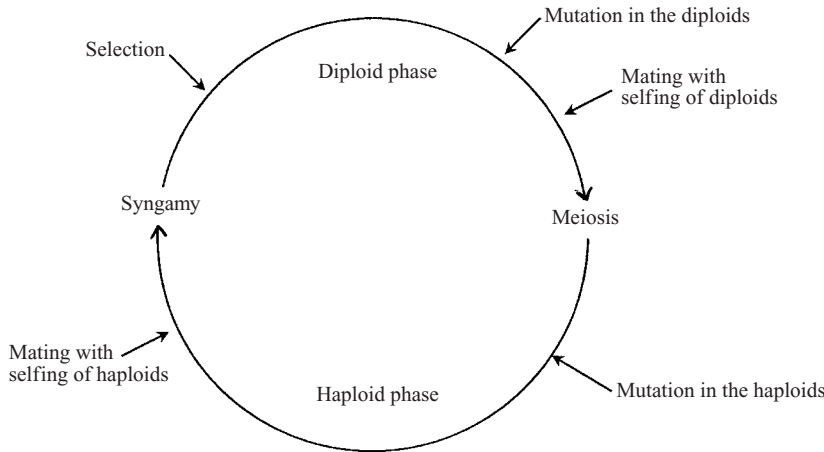 Mutation in the diploids
Selection
Diploid phase
Mating with
selfing of diploids
Syngamy
Meiosis
Mating with
selfing of haploids
Haploid phase
Mutation in the haploids